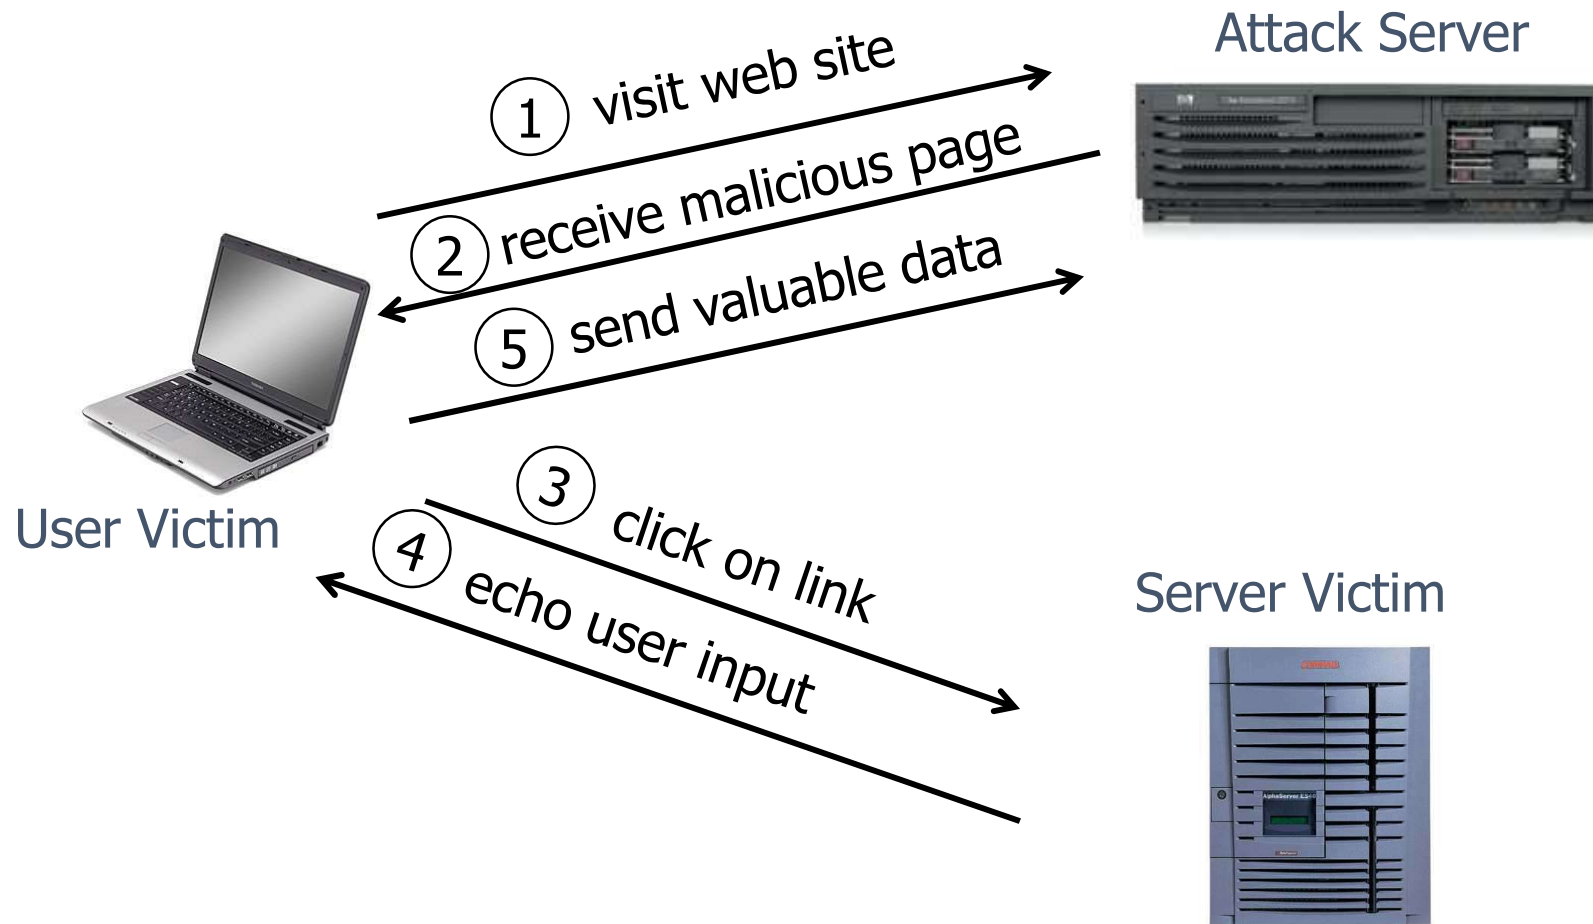 Attack Server
1 visit web site
2 receive malicious page
5 send valuable data
User Victim
3 click on link
4 echo user input
Server Victim